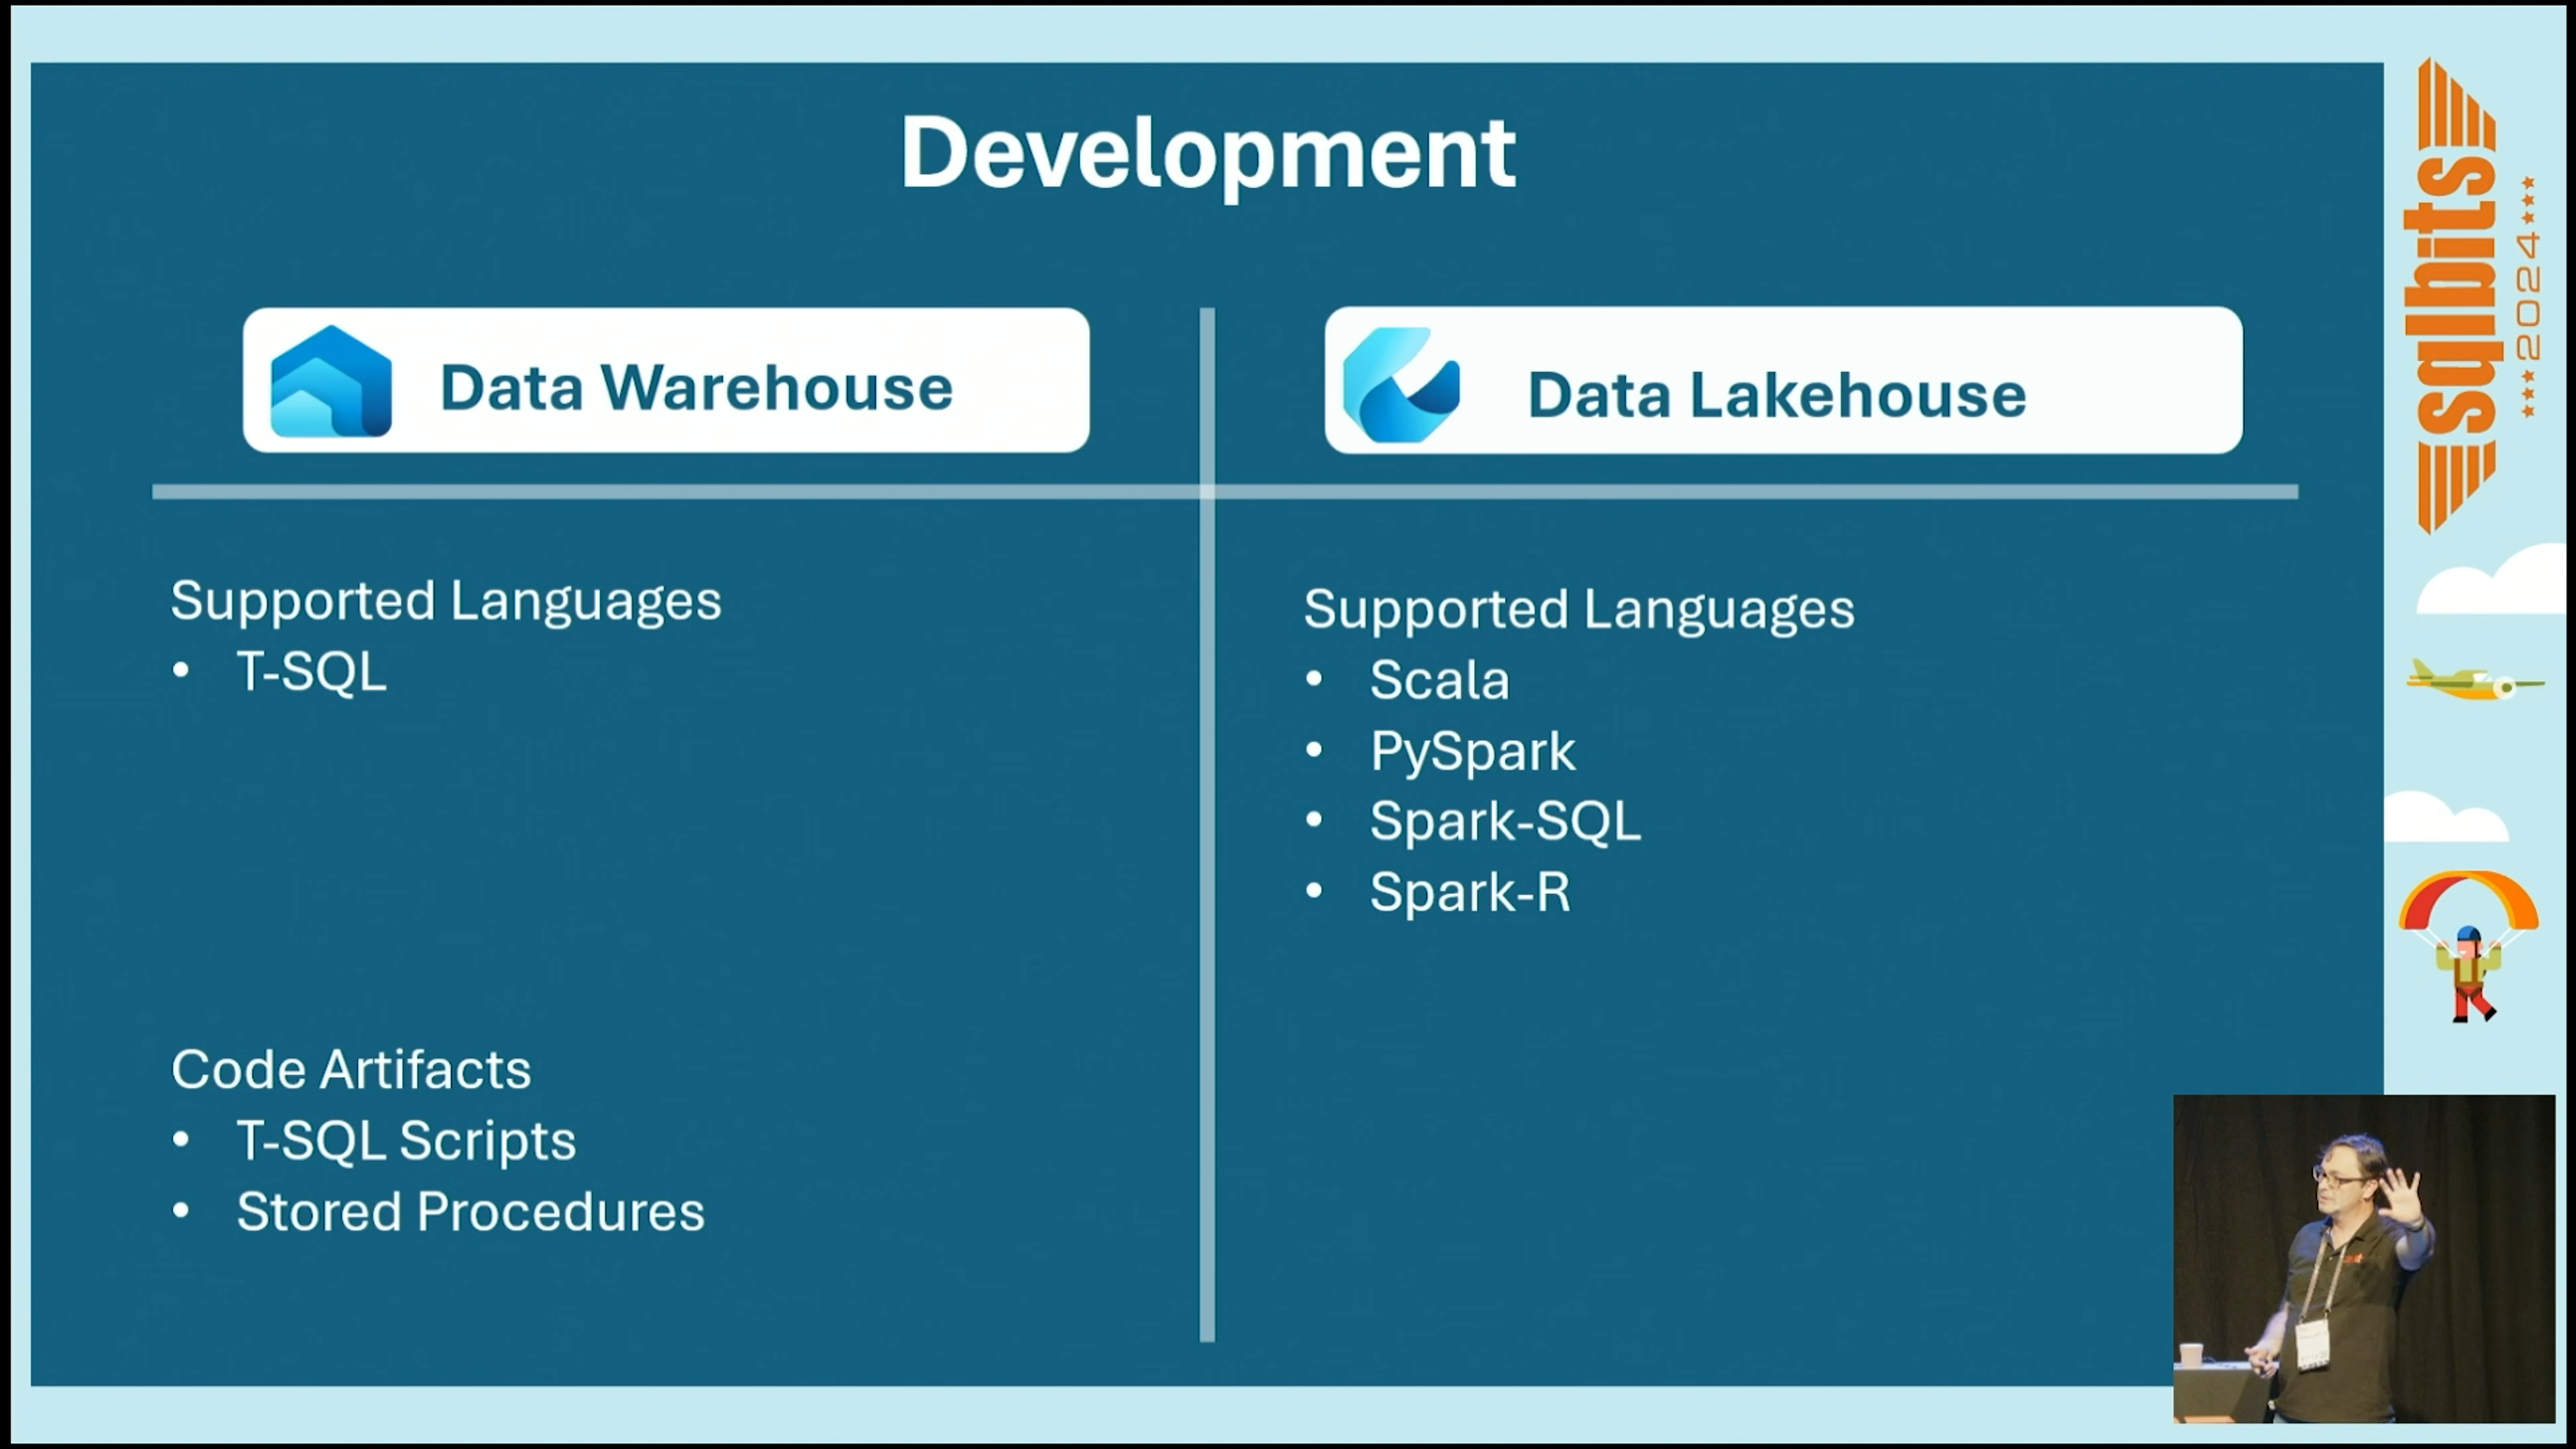 Development
Data Warehouse
Supported Languages
• T-SQL
Code Artifacts
• T-SQL Scripts
• Stored Procedures
Data Lakehouse
Supported Languages
• Scala
• PySpark
• Spark-SQL
• Spark-R
sqlbits
2024